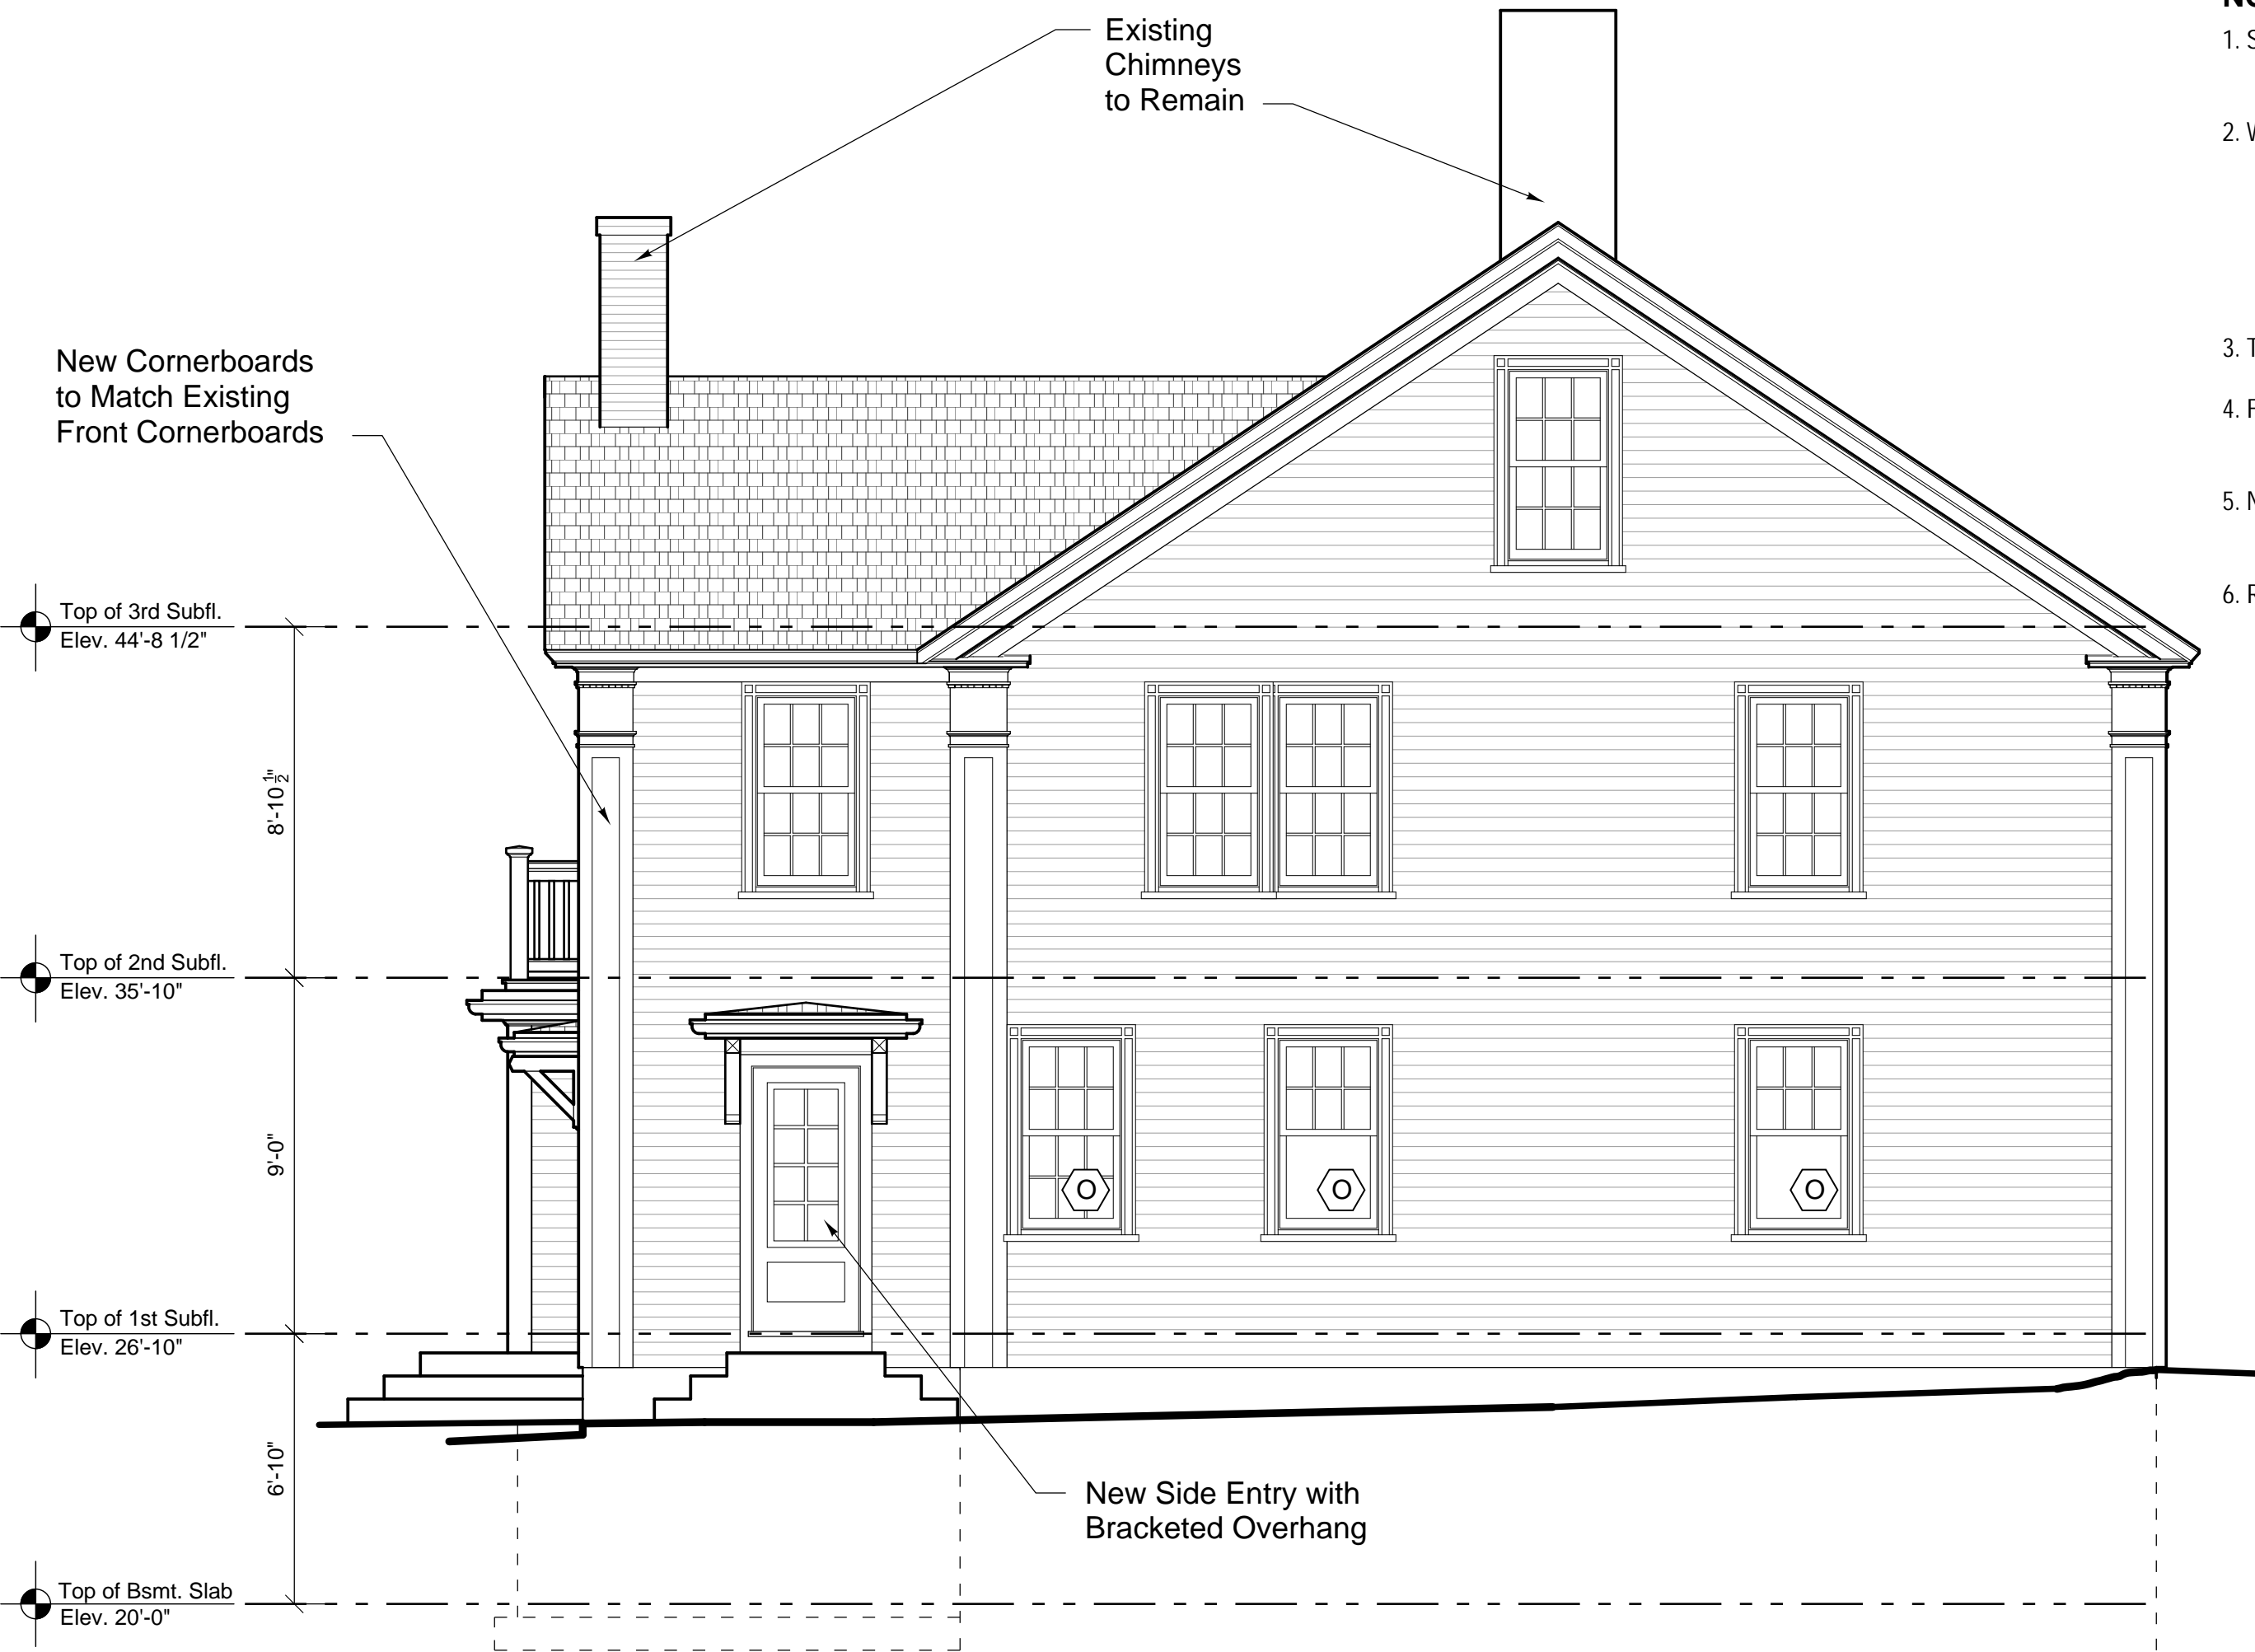 Existing
Chimneys
to Remain
New Cornerboards
to Match Existing
Front Cornerboards
Top of 3rd Subfl.
Elev. 44'-8 1/2"
8'-10 1/2"
Top of 2nd Subfl.
Elev. 35'-10"
9'-0"
O
O
O
Top of 1st Subfl.
Elev. 26'-10"
6'-10"
New Side Entry with
Bracketed Overhang
Top of Bsmt. Slab
Elev. 20'-0"
1.
2.
3.
4.
5.
6.